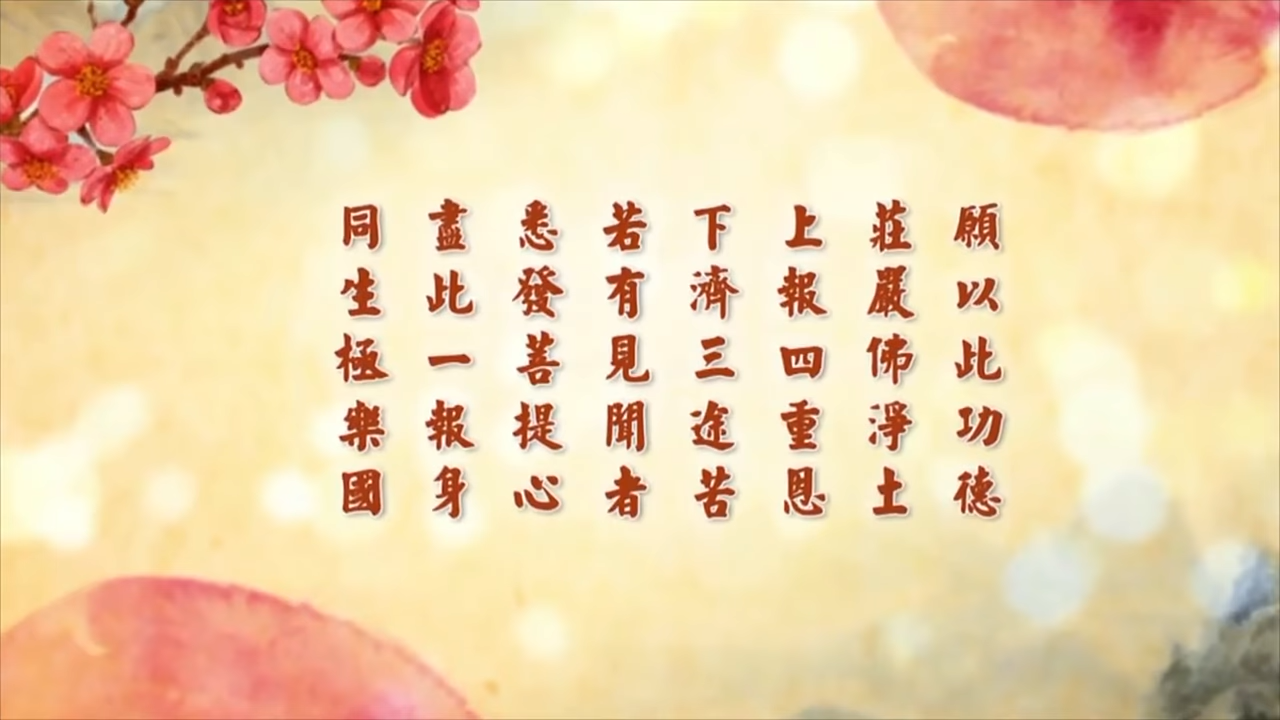 願以此功德
莊嚴佛淨土
上報四重恩
下濟三途苦
若有見聞者
悉發菩提心
盡此一報身
同生極樂國